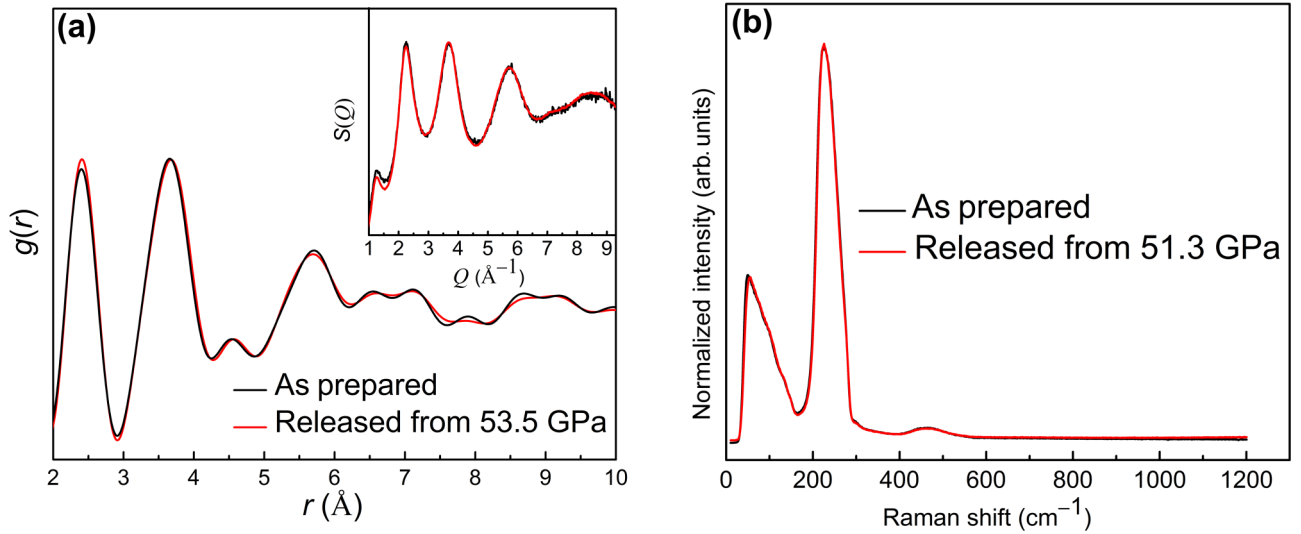 (a)
g(r)
S(Q)
1 2 3 4 5 6 7 8 9
Q (Å⁻¹)
As prepared
Released from 53.5 GPa
2 3 4 5 6 7 8 9 10
r (Å)
(b)
Normalized intensity (arb. units)
As prepared
Released from 51.3 GPa
0 200 400 600 800 1000 1200
Raman shift (cm⁻¹)